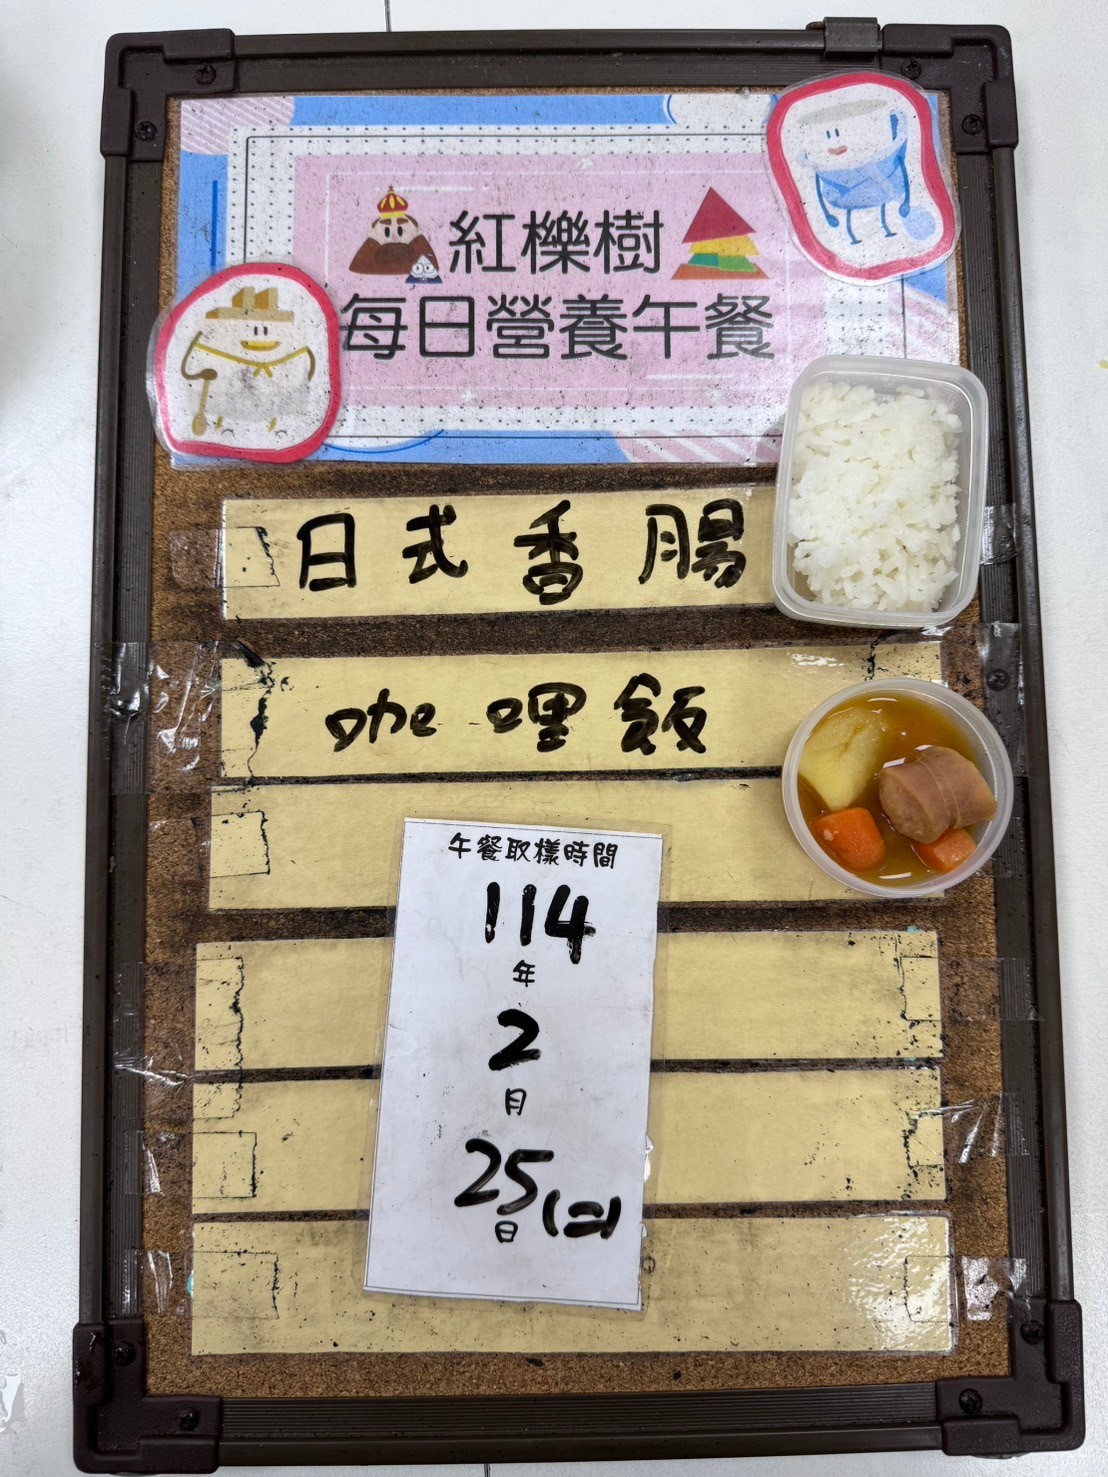 紅櫟樹
每日營養午餐
日式香腸
咖哩飯
午餐取樣時間
114
年
2
月
25(二)
日